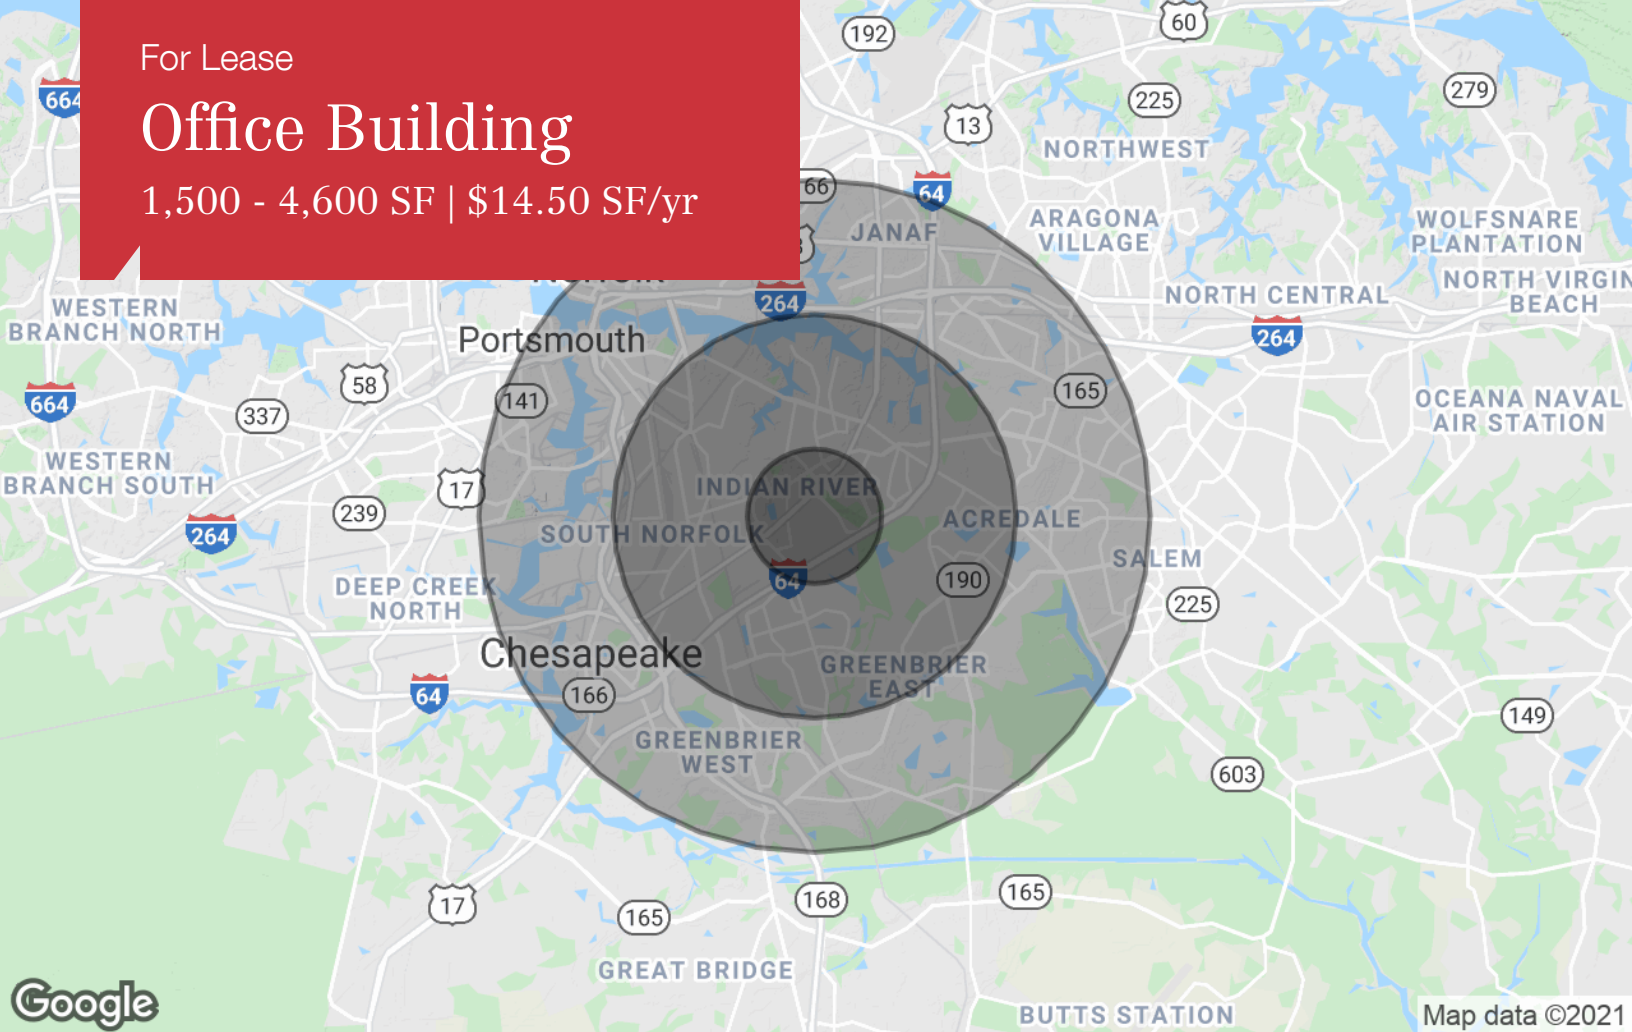 For Lease
Office Building
1,500 - 4,600 SF | $14.50 SF/yr
192
60
664
225
279
13
NORTHWEST
66
64
JANAF
ARAGONA
VILLAGE
WOLFSNARE
PLANTATION
Norfolk
264
NORTH CENTRAL
NORTH VIRGIN
BEACH
WESTERN
BRANCH NORTH
Portsmouth
264
58
664
337
141
165
OCEANA NAVAL
AIR STATION
WESTERN
BRANCH SOUTH
17
INDIAN RIVER
239
264
SOUTH NORFOLK
ACREDALE
SALEM
64
190
DEEP CREEK
NORTH
225
Chesapeake
GREENBRIER
EAST
64
166
149
GREENBRIER
WEST
603
17
165
168
165
GREAT BRIDGE
BUTTS STATION
Google
Map data ©2021